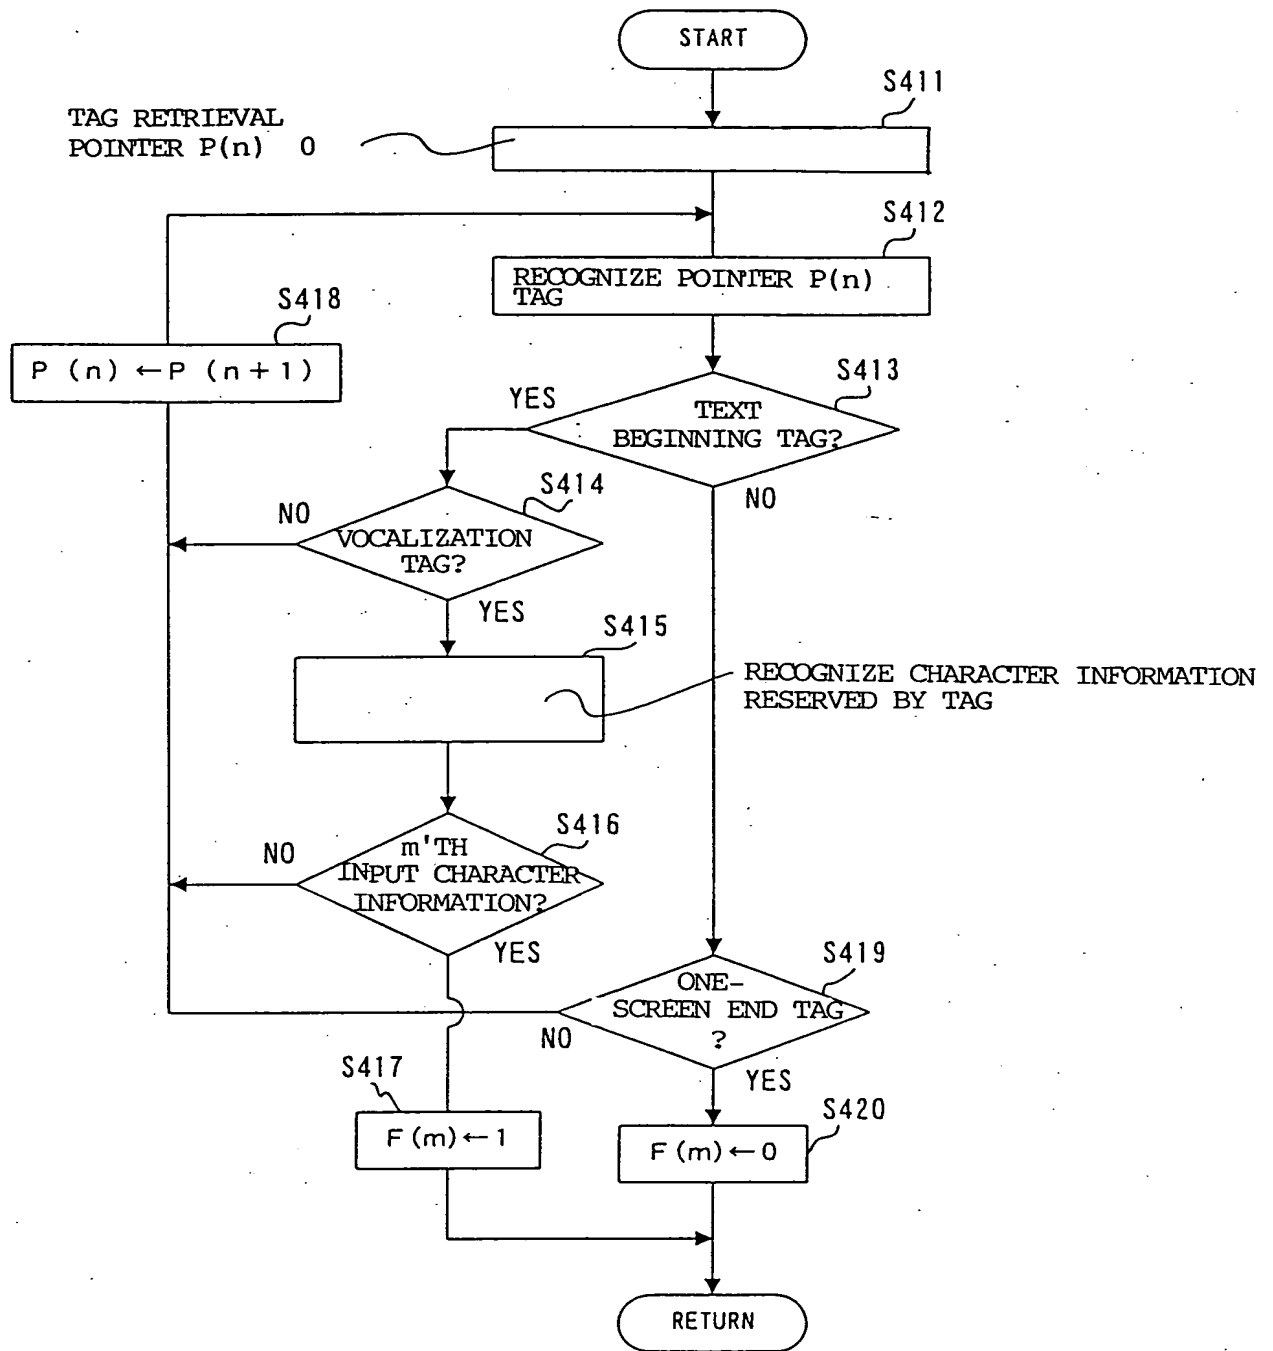 START
S411
TAG RETRIEVAL
POINTER P(n) 0
S412
RECOGNIZE POINTER P(n)
TAG
S418
P (n) ←P (n+1)
S413
YES
TEXT
BEGINNING TAG?
NO
S414
NO
VOCALIZATION
TAG?
YES
S415
RECOGNIZE CHARACTER INFORMATION
RESERVED BY TAG
S416
NO
m'TH
INPUT CHARACTER
INFORMATION?
YES
S419
ONE-
SCREEN END TAG
?
NO
YES
S417
F(m)←1
S420
F(m)←0
RETURN